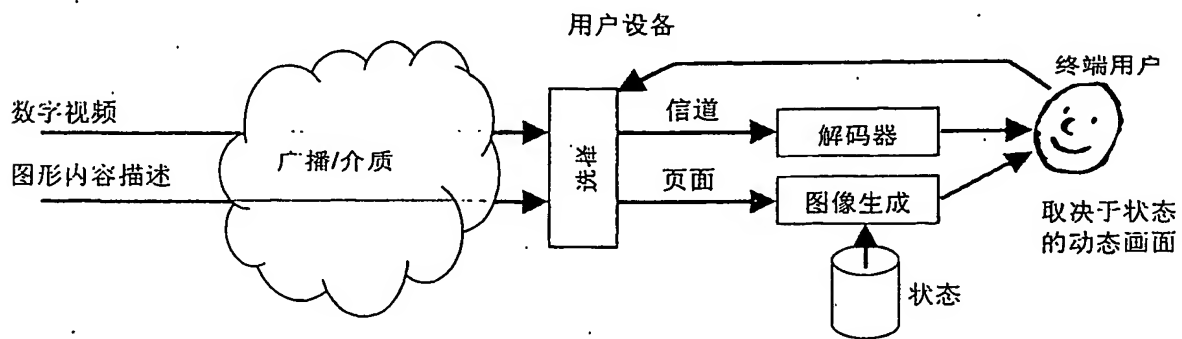 用户设备
终端用户
数字视频
信道
解码器
广播/介质
选择
图形内容描述
页面
图像生成
取决于状态
的动态画面
状态